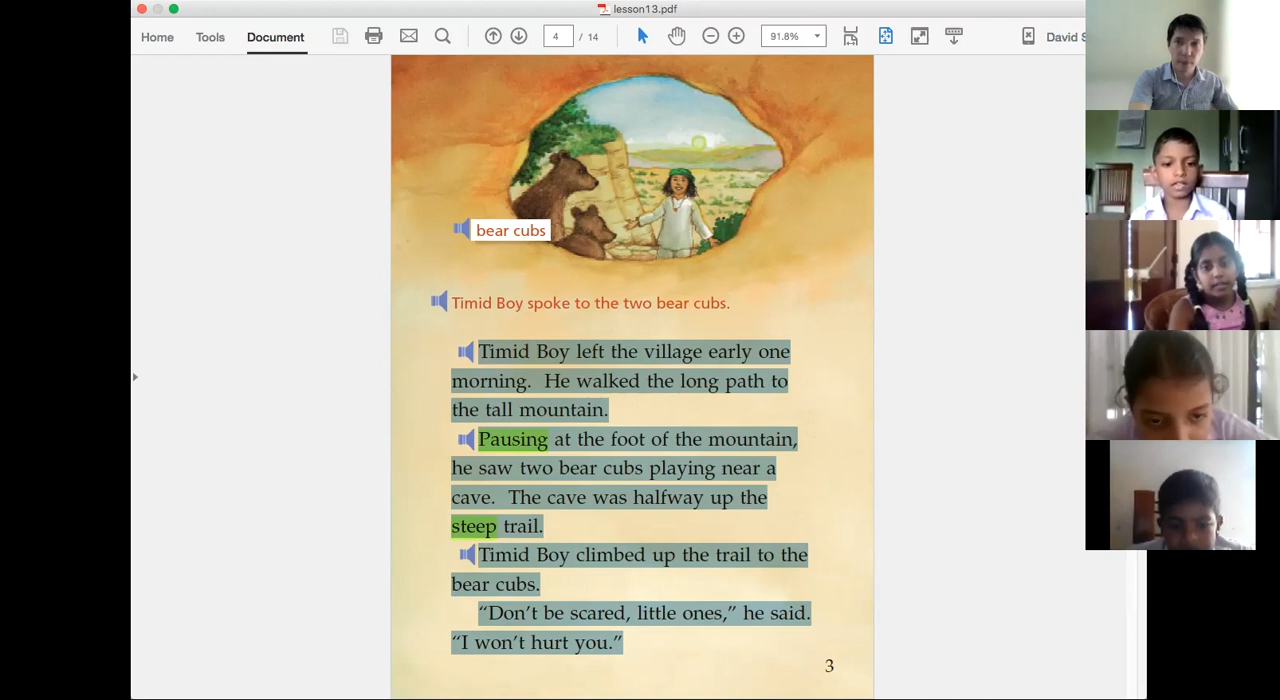 lesson13.pdf
Home Tools Document 4 / 14 91.8% David S
bear cubs
Timid Boy spoke to the two bear cubs.
Timid Boy left the village early one
morning. He walked the long path to
the tall mountain.
Pausing at the foot of the mountain,
he saw two bear cubs playing near a
cave. The cave was halfway up the
steep trail.
Timid Boy climbed up the trail to the
bear cubs.
“Don’t be scared, little ones,” he said.
“I won’t hurt you.”
3